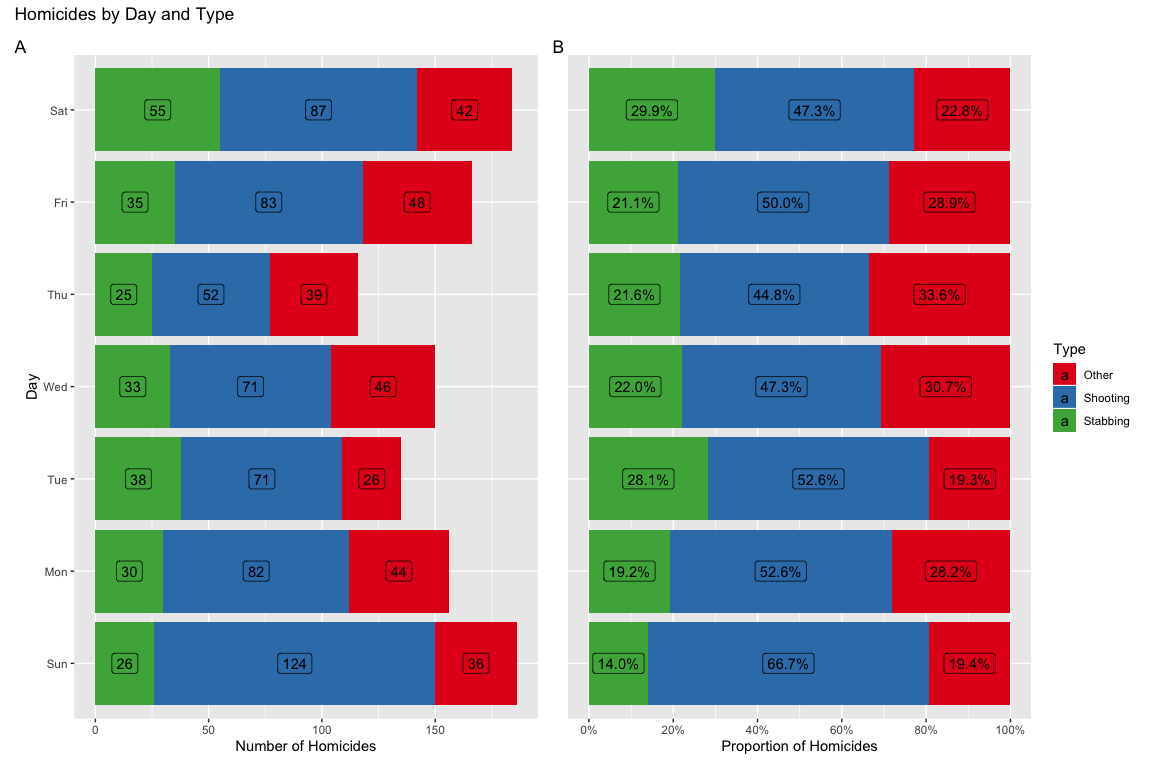 Homicides by Day and Type
A
B
Sat
55 87 42
29.9% 47.3% 22.8%
Fri
35 83 48
21.1% 50.0% 28.9%
Thu
25 52 39
21.6% 44.8% 33.6%
Wed
33 71 46
22.0% 47.3% 30.7%
Tue
38 71 26
28.1% 52.6% 19.3%
Mon
30 82 44
19.2% 52.6% 28.2%
Sun
26 124 36
14.0% 66.7% 19.4%
Day
0 50 100 150
Number of Homicides
0% 20% 40% 60% 80% 100%
Proportion of Homicides
Type
a Other
a Shooting
a Stabbing